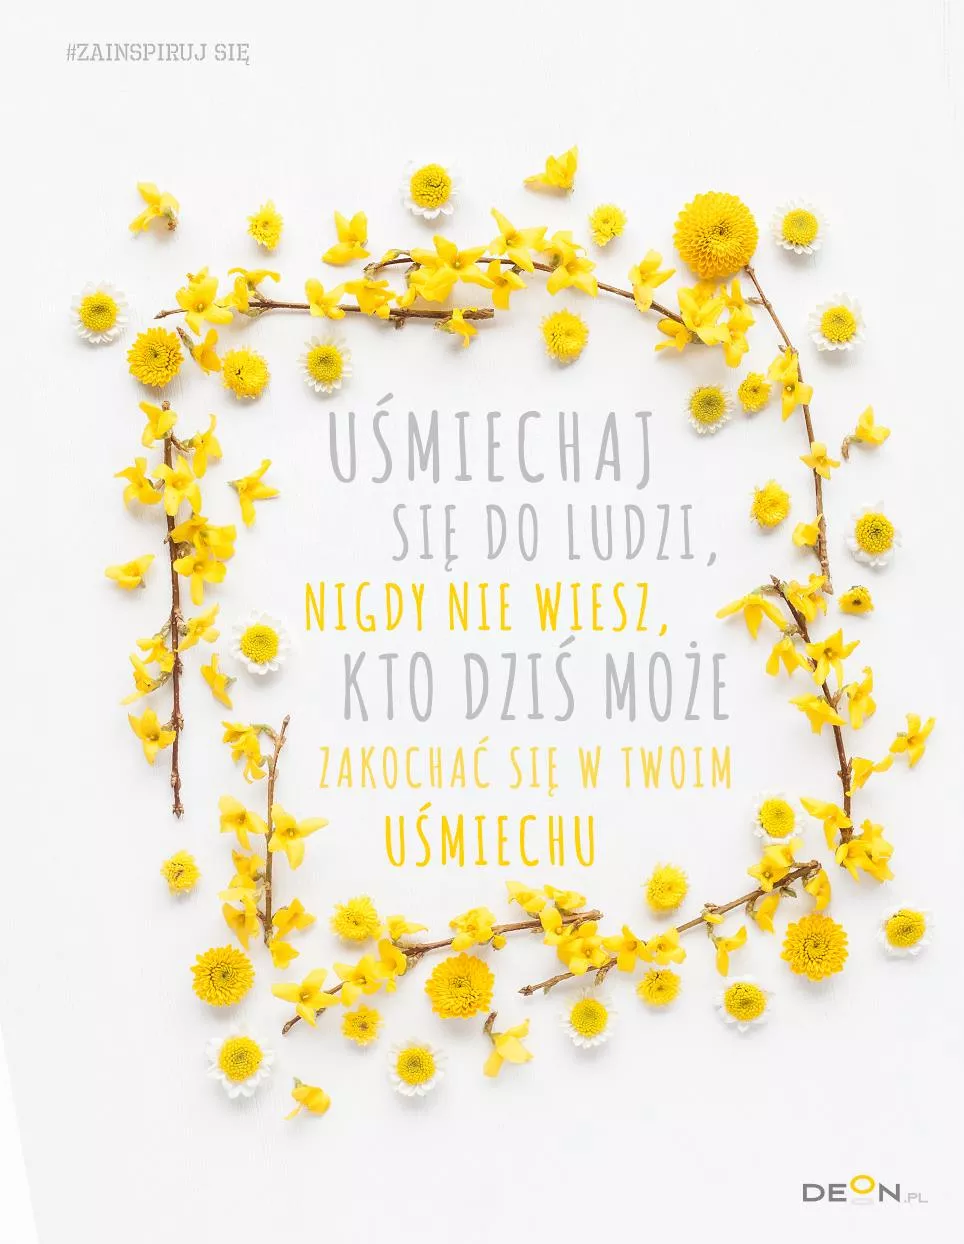 #ZAINSPIRUJ SIĘ
UŚMIECHAJ
SIĘ DO LUDZI,
NIGDY NIE WIESZ,
KTO DZIŚ MOŻE
ZAKOCHAĆ SIĘ W TWOIM
UŚMIECHU
DEON.PL